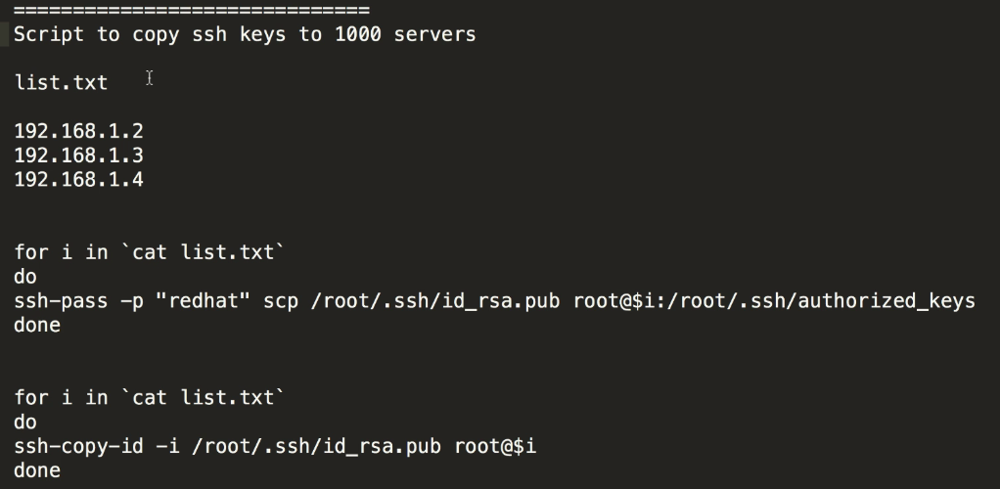 ==============================
Script to copy ssh keys to 1000 servers
list.txt
192.168.1.2
192.168.1.3
192.168.1.4
for i in `cat list.txt`
do
ssh-pass -p "redhat" scp /root/.ssh/id_rsa.pub root@$i:/root/.ssh/authorized_keys
done
for i in `cat list.txt`
do
ssh-copy-id -i /root/.ssh/id_rsa.pub root@$i
done